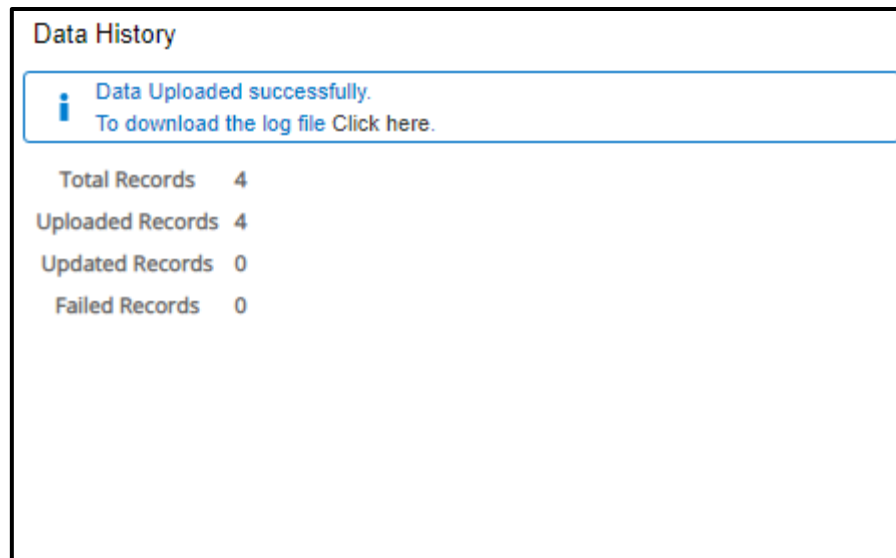 Data History
Data Uploaded successfully.
To download the log file Click here.
Total Records 4
Uploaded Records 4
Updated Records 0
Failed Records 0